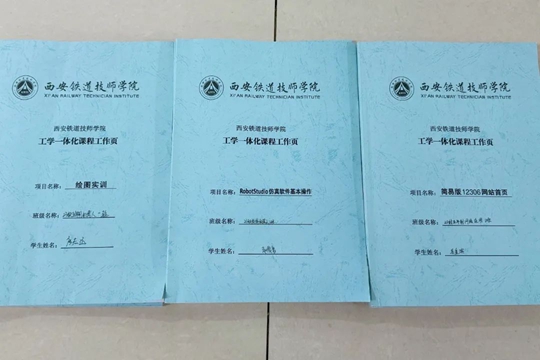 西安铁道技师学院
XI'AN RAILWAY TECHNICIAN INSTITUTE
西安铁道技师学院
工学一体化课程工作页
项目名称：绘图实训
班级名称：
学生姓名：
西安铁道技师学院
XI'AN RAILWAY TECHNICIAN INSTITUTE
西安铁道技师学院
工学一体化课程工作页
项目名称：RobotStudio仿真软件基本操作
班级名称：
学生姓名：
西安铁道技师学院
XI'AN RAILWAY TECHNICIAN INSTITUTE
西安铁道技师学院
工学一体化课程工作页
项目名称：简易版12306网站首页
班级名称：
学生姓名：